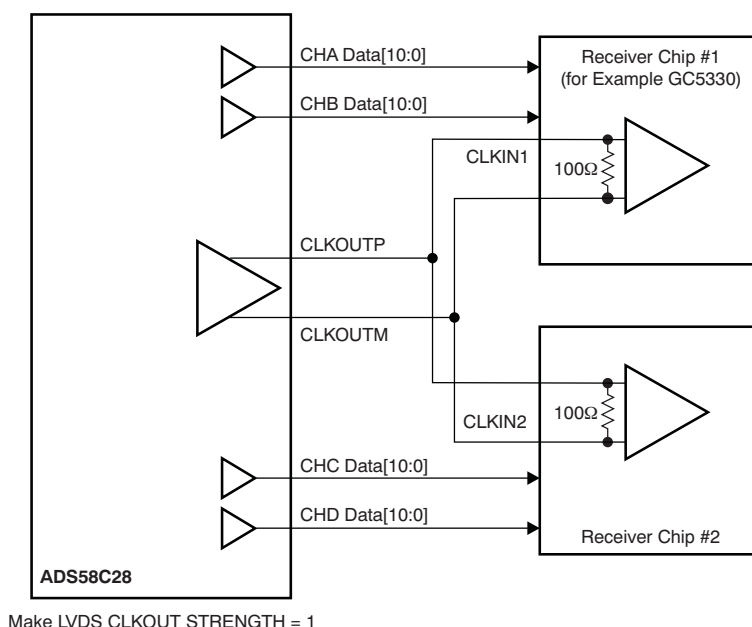 CHA Data[10:0]
CHB Data[10:0]
Receiver Chip #1
(for Example GC5330)
CLKIN1
100Ω
CLKOUTP
CLKOUTM
CLKIN2
100Ω
CHC Data[10:0]
CHD Data[10:0]
Receiver Chip #2
ADS58C28
Make LVDS CLKOUT STRENGTH = 1